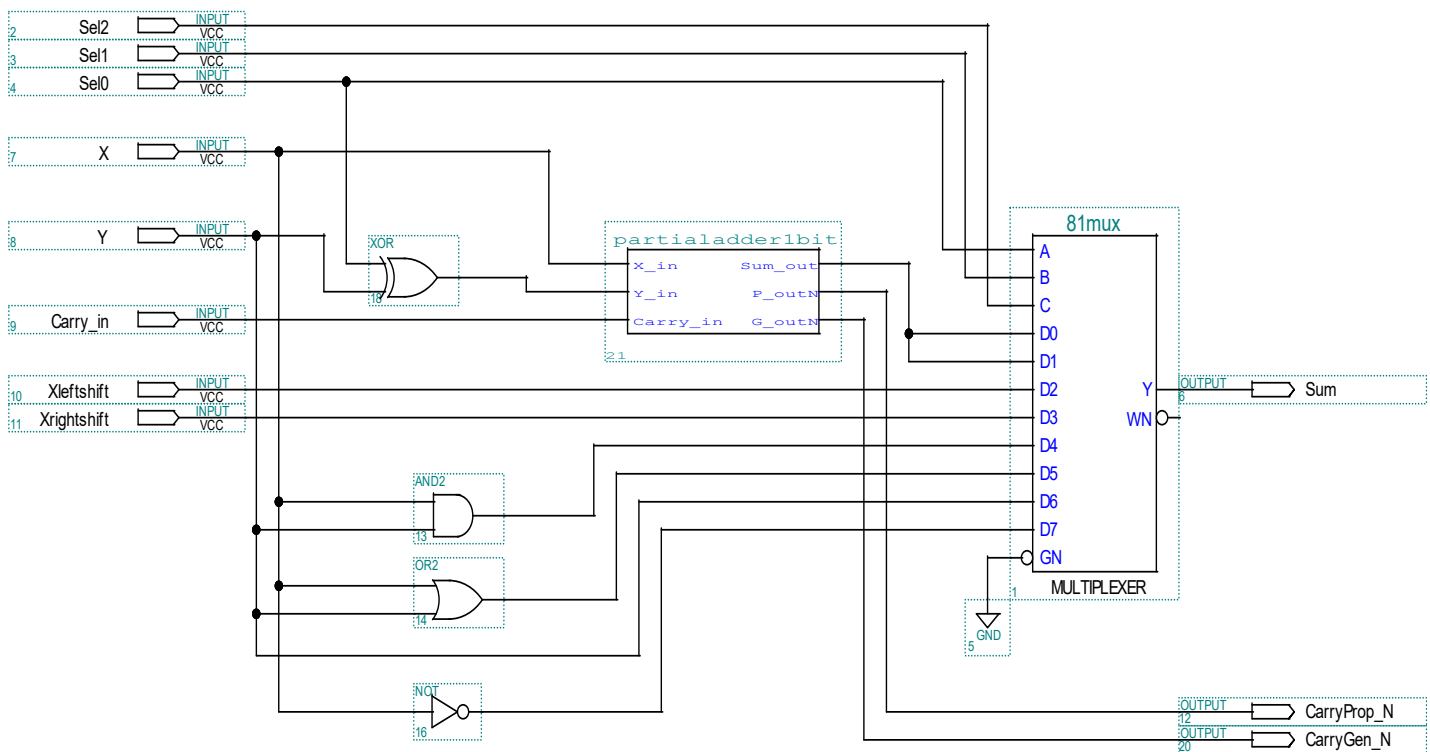 INPUT
2 Sel2 VCC
INPUT
3 Sel1 VCC
INPUT
4 Sel0 VCC
INPUT
7 X VCC
INPUT
8 Y VCC
INPUT
9 Carry_in VCC
INPUT
10 Xleftshift VCC
INPUT
11 Xrightshift VCC
XOR
18
partialadder1bit
X_in Sum_out
Y_in P_outN
Carry_in G_outN
21
AND2
13
OR2
14
NOT
16
81mux
A
B
C
D0
D1
D2 Y
D3 WN
D4
D5
D6
D7
GN
MULTIPLEXER
1
GND
5
OUTPUT
6 Sum
OUTPUT
12 CarryProp_N
OUTPUT
20 CarryGen_N